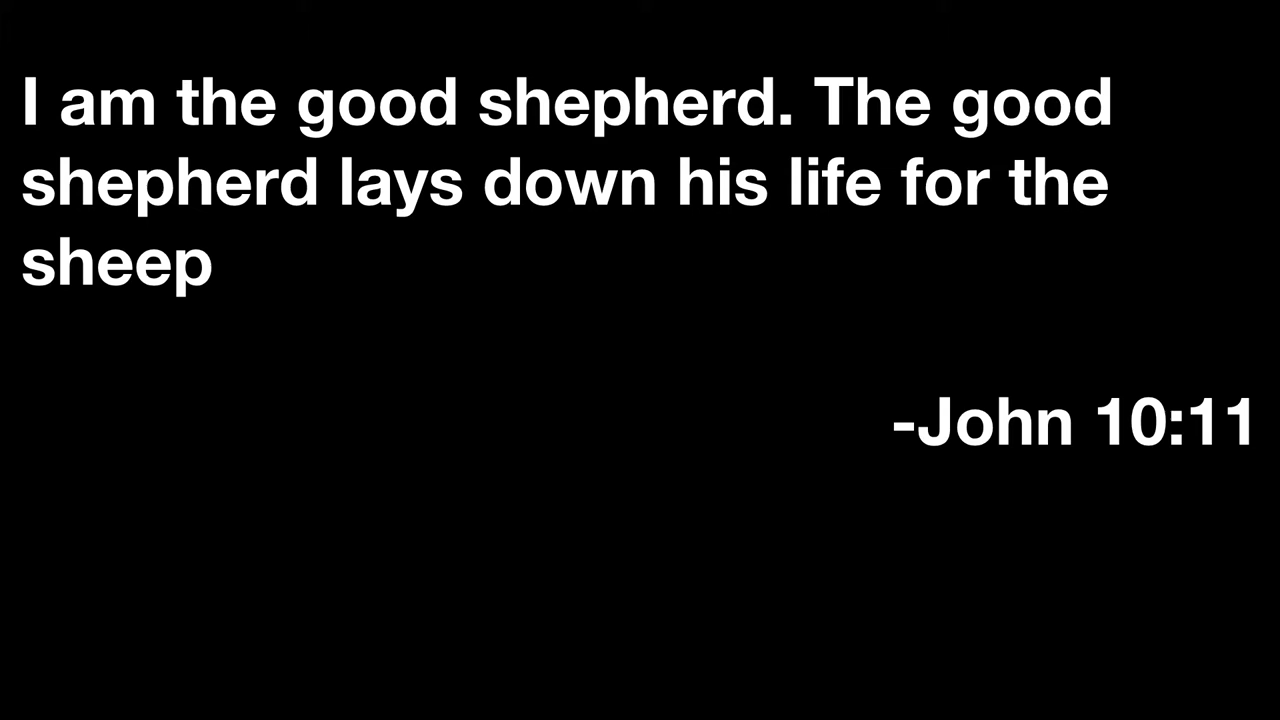 I am the good shepherd. The good
shepherd lays down his life for the
sheep
-John 10:11